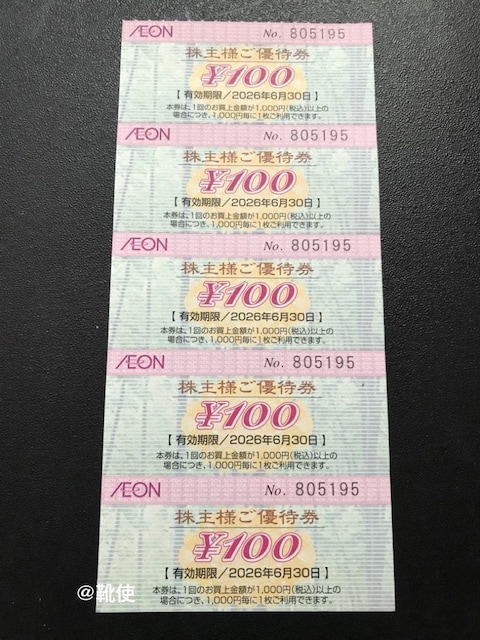 ÆON No. 805195
株主様ご優待券
¥100
【 有効期限／2026年6月30日 】
本券は、1回のお買上金額が1,000円(税込)以上の
場合につき、1,000円毎に1枚ご利用できます。
ÆON No. 805195
株主様ご優待券
¥100
【 有効期限／2026年6月30日 】
本券は、1回のお買上金額が1,000円(税込)以上の
場合につき、1,000円毎に1枚ご利用できます。
ÆON No. 805195
株主様ご優待券
¥100
【 有効期限／2026年6月30日 】
本券は、1回のお買上金額が1,000円(税込)以上の
場合につき、1,000円毎に1枚ご利用できます。
ÆON No. 805195
株主様ご優待券
¥100
【 有効期限／2026年6月30日 】
本券は、1回のお買上金額が1,000円(税込)以上の
場合につき、1,000円毎に1枚ご利用できます。
ÆON No. 805195
株主様ご優待券
¥100
【 有効期限／2026年6月30日 】
本券は、1回のお買上金額が1,000円(税込)以上の
場合につき、1,000円毎に1枚ご利用できます。
@靴使